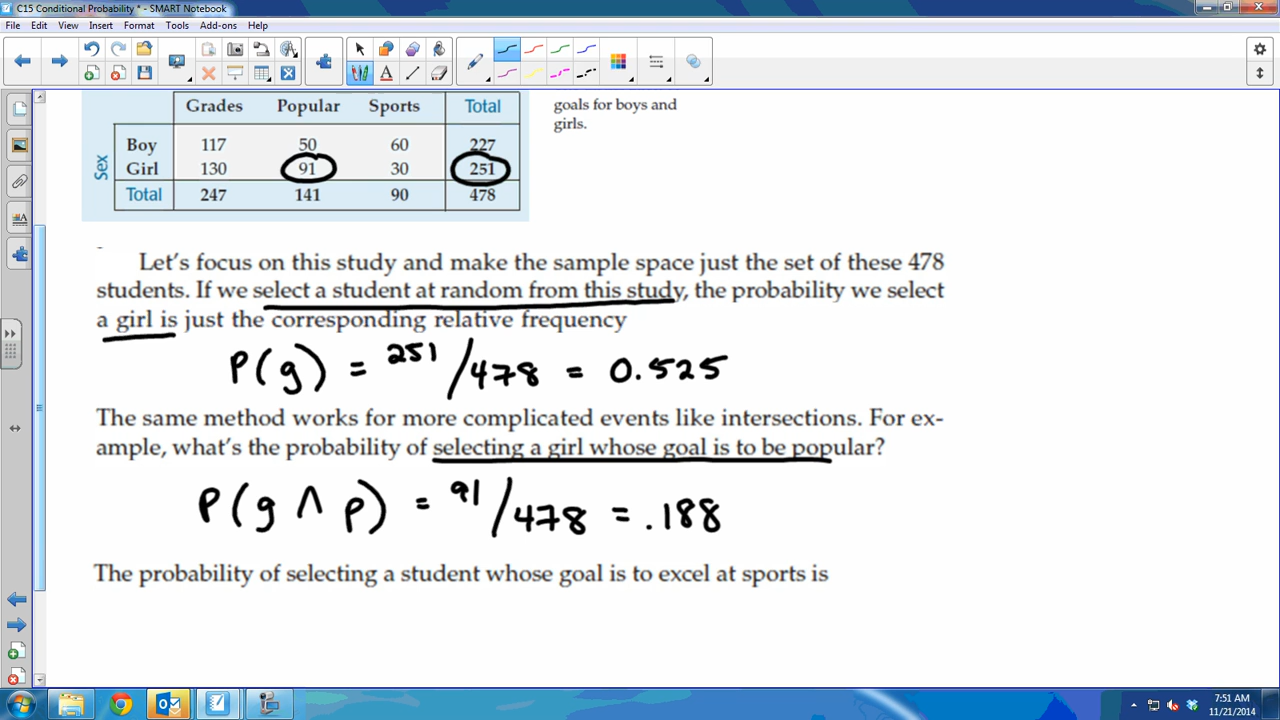 C15 Conditional Probability * - SMART Notebook
File Edit View Insert Format Tools Add-ons Help
Grades Popular Sports Total
goals for boys and
girls.
Sex
Boy 117 50 60 227
Girl 130 91 30 251
Total 247 141 90 478
Let's focus on this study and make the sample space just the set of these 478
students. If we select a student at random from this study, the probability we select
a girl is just the corresponding relative frequency
P(g) = 251/478 = 0.525
The same method works for more complicated events like intersections. For ex-
ample, what's the probability of selecting a girl whose goal is to be popular?
P(g ∧ p) = 91/478 = .188
The probability of selecting a student whose goal is to excel at sports is
7:51 AM
11/21/2014